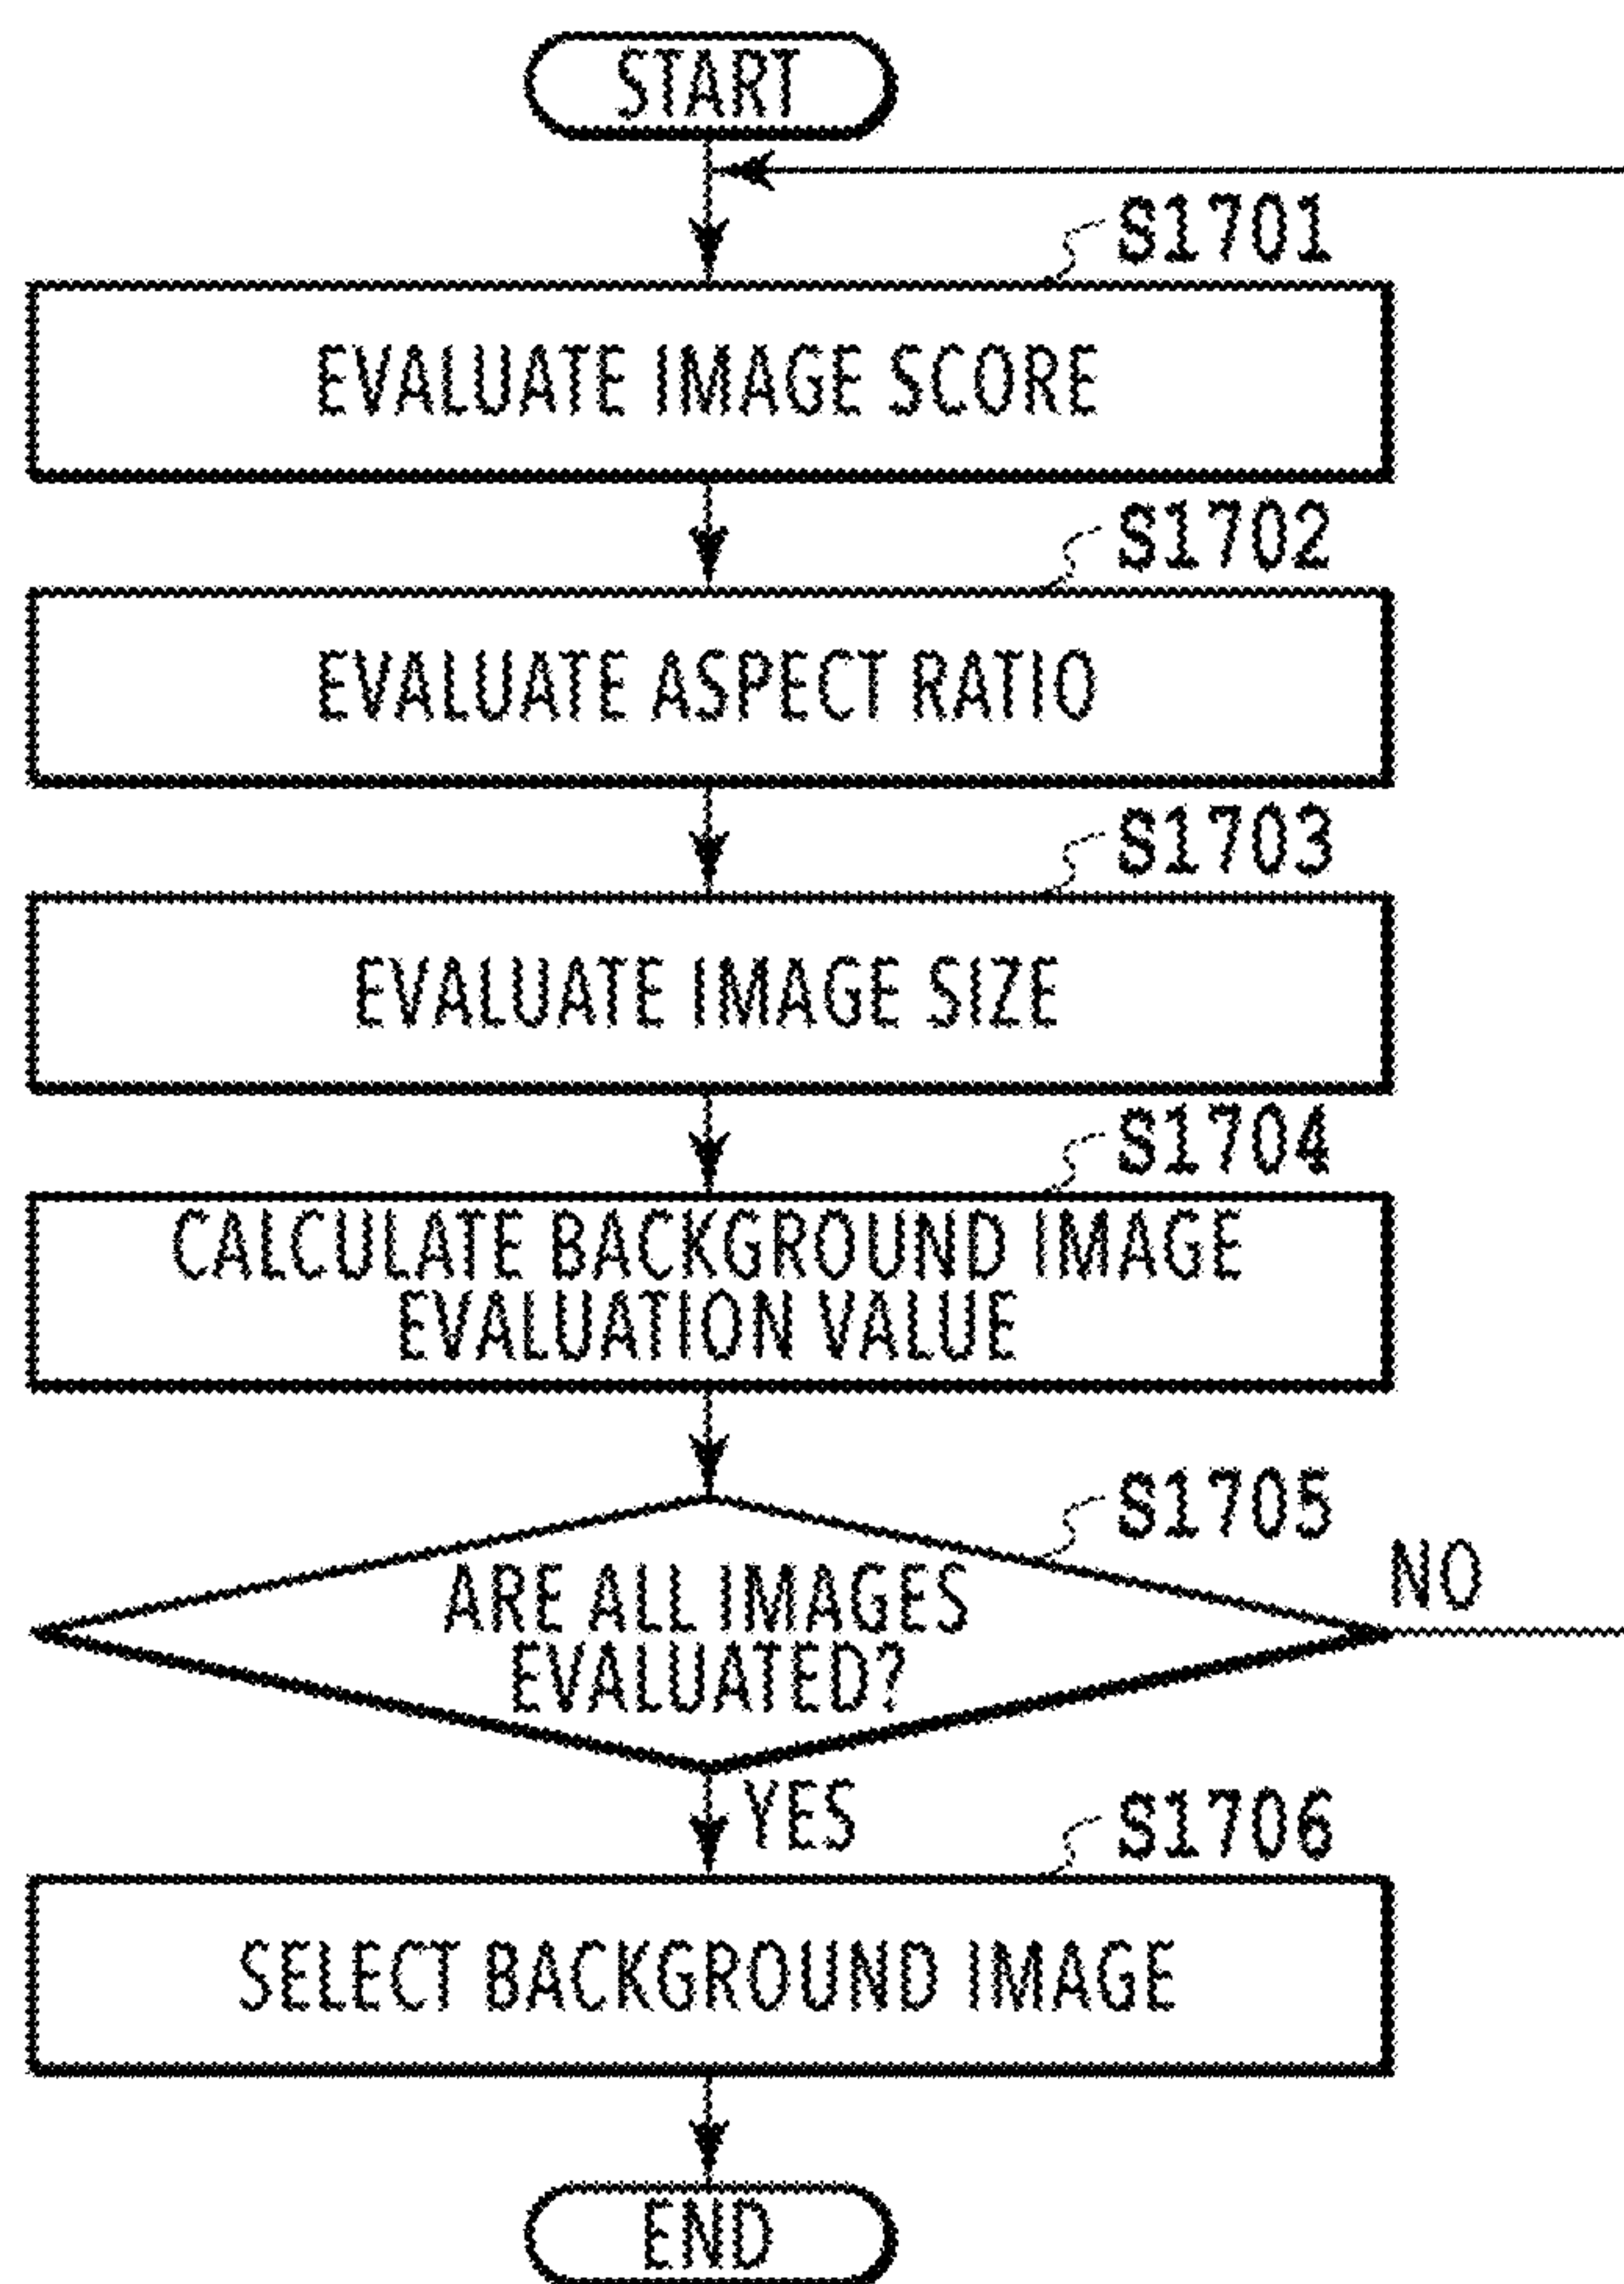 START
S1701
EVALUATE IMAGE SCORE
S1702
EVALUATE ASPECT RATIO
S1703
EVALUATE IMAGE SIZE
S1704
CALCULATE BACKGROUND IMAGE
EVALUATION VALUE
S1705
ARE ALL IMAGES
EVALUATED?
NO
YES
S1706
SELECT BACKGROUND IMAGE
END